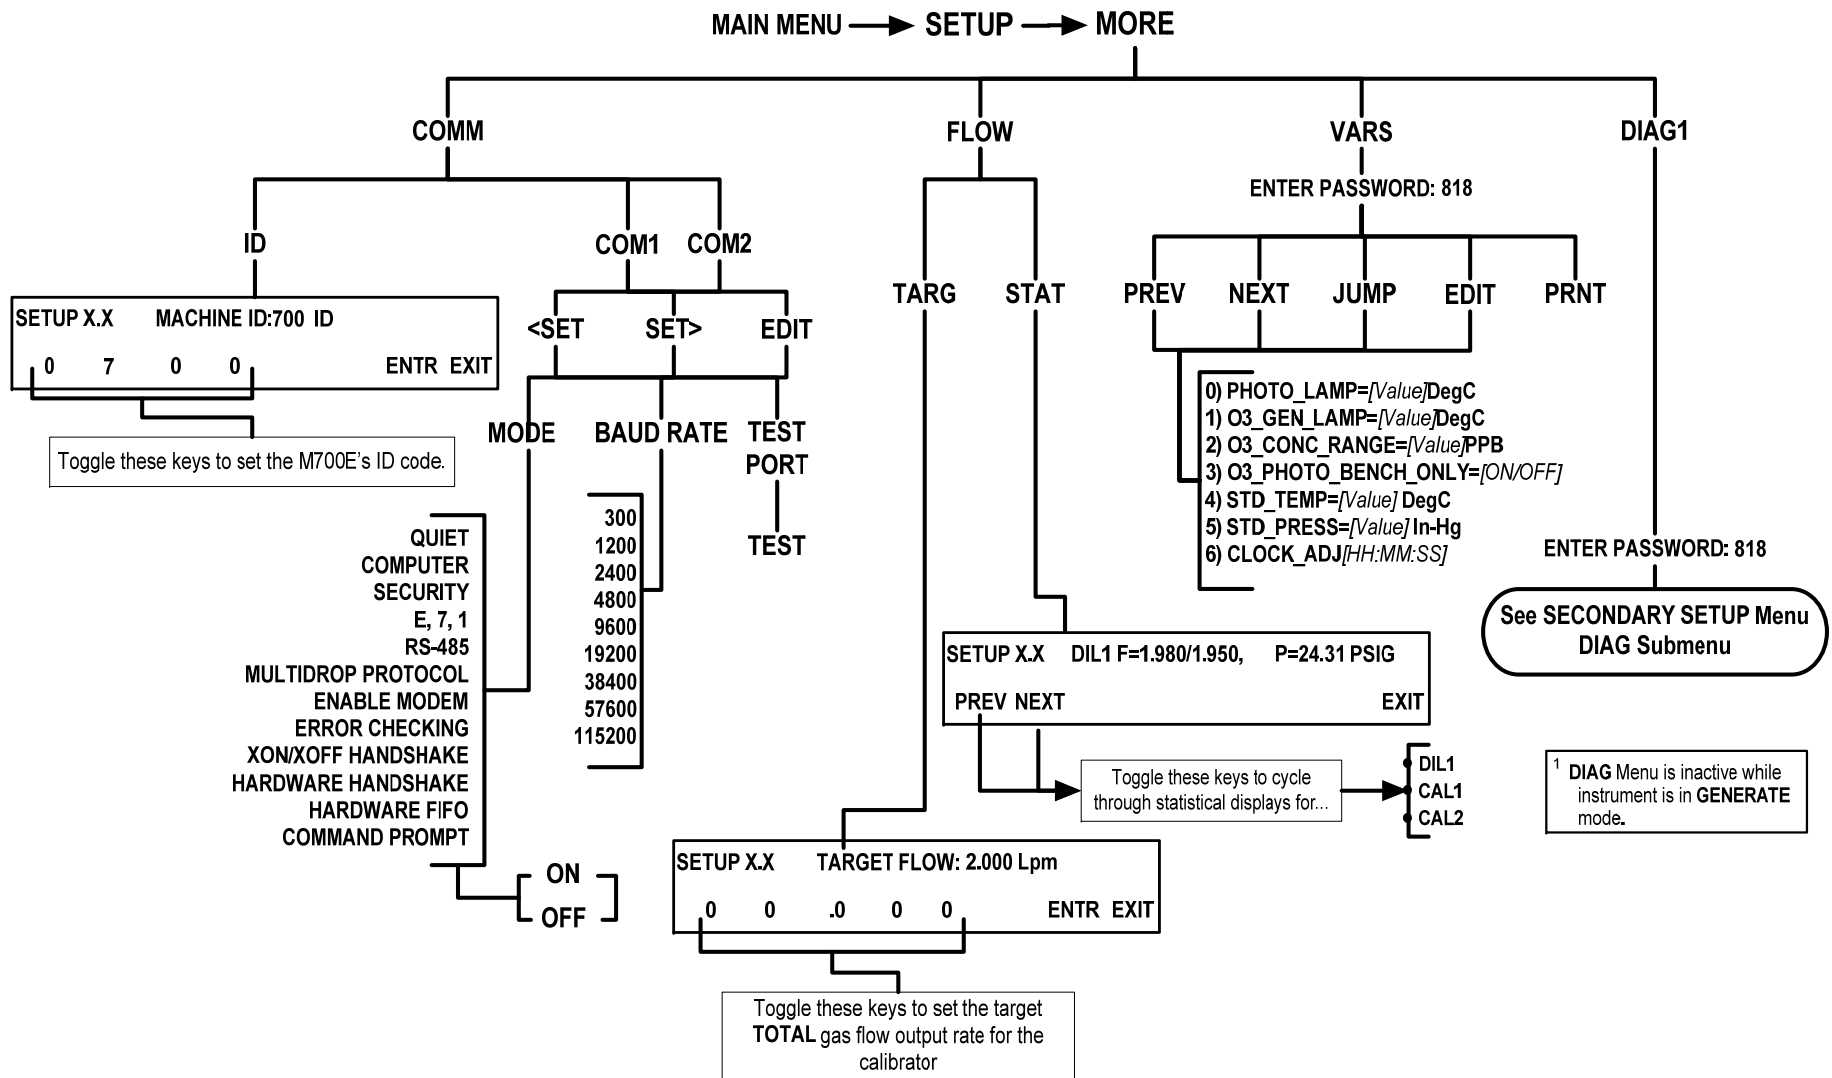 MAIN MENU SETUP MORE
COMM FLOW VARS DIAG1
ENTER PASSWORD: 818
ID COM1 COM2
TARG STAT PREV NEXT JUMP EDIT PRNT
SETUP X.X MACHINE ID:700 ID
0 7 0 0 ENTR EXIT
Toggle these keys to set the M700E's ID code.
<SET SET> EDIT
MODE BAUD RATE TEST
PORT
TEST
QUIET
COMPUTER
SECURITY
E, 7, 1
RS-485
MULTIDROP PROTOCOL
ENABLE MODEM
ERROR CHECKING
XON/XOFF HANDSHAKE
HARDWARE HANDSHAKE
HARDWARE FIFO
COMMAND PROMPT
ON
OFF
300
1200
2400
4800
9600
19200
38400
57600
115200
0) PHOTO_LAMP=[Value]DegC
1) O3_GEN_LAMP=[Value]DegC
2) O3_CONC_RANGE=[Value]PPB
3) O3_PHOTO_BENCH_ONLY=[ON/OFF]
4) STD_TEMP=[Value] DegC
5) STD_PRESS=[Value] In-Hg
6) CLOCK_ADJ[HH:MM:SS]
ENTER PASSWORD: 818
See SECONDARY SETUP Menu
DIAG Submenu
SETUP X.X DIL1 F=1.980/1.950, P=24.31 PSIG
PREV NEXT EXIT
Toggle these keys to cycle
through statistical displays for...
DIL1
CAL1
CAL2
1 DIAG Menu is inactive while
instrument is in GENERATE
mode.
SETUP X.X TARGET FLOW: 2.000 Lpm
0 0 .0 0 0 ENTR EXIT
Toggle these keys to set the target
TOTAL gas flow output rate for the
calibrator